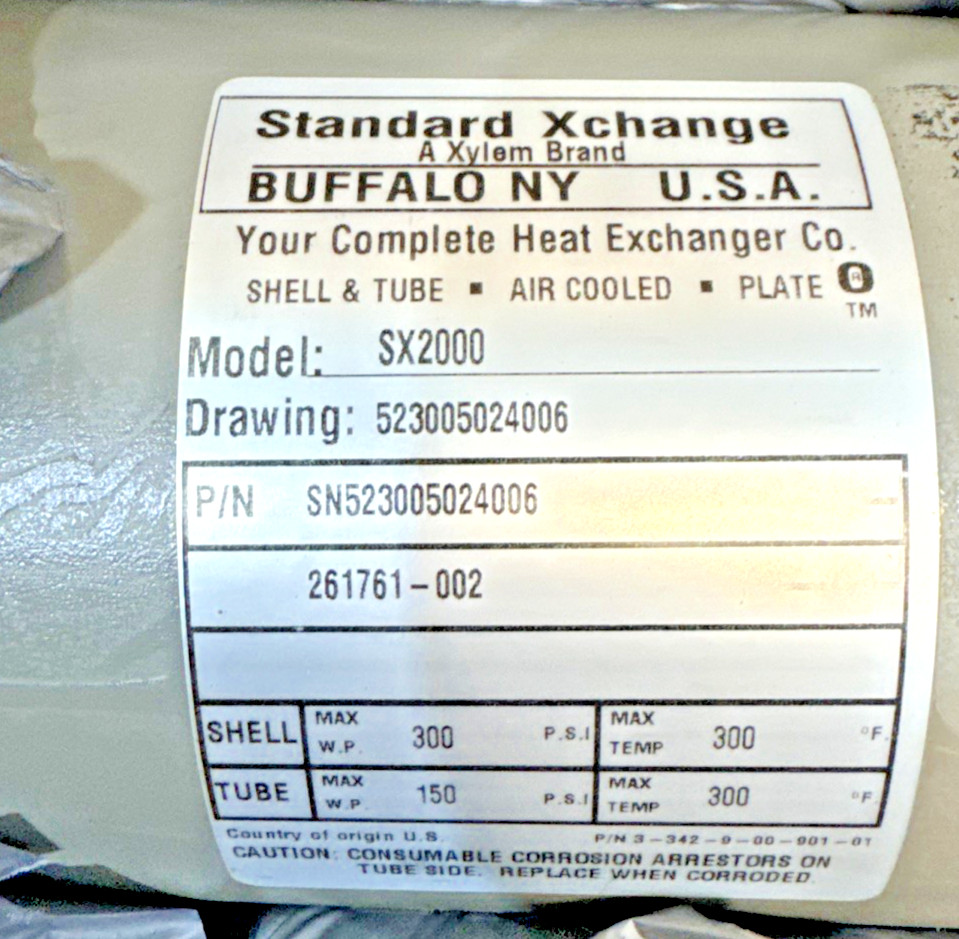 Standard Xchange
A Xylem Brand
BUFFALO NY U.S.A.
Your Complete Heat Exchanger Co.
SHELL & TUBE ▪ AIR COOLED ▪ PLATE ®
TM
Model: SX2000
Drawing: 523005024006
P/N SN523005024006
261761-002
SHELL MAX W.P. 300 P.S.I MAX TEMP 300 °F.
TUBE MAX W.P. 150 P.S.I MAX TEMP 300 °F.
Country of origin U.S. P/N 3-342-9-00-901-01
CAUTION: CONSUMABLE CORROSION ARRESTORS ON
TUBE SIDE. REPLACE WHEN CORRODED.